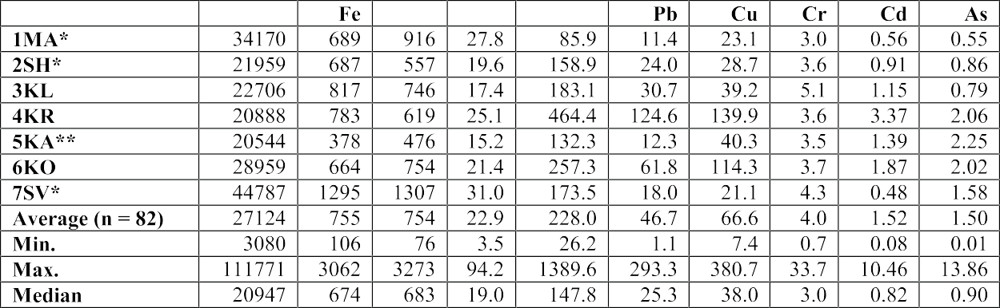 Fe Pb Cu Cr Cd As
1MA* 34170 689 916 27.8 85.9 11.4 23.1 3.0 0.56 0.55
2SH* 21959 687 557 19.6 158.9 24.0 28.7 3.6 0.91 0.86
3KL 22706 817 746 17.4 183.1 30.7 39.2 5.1 1.15 0.79
4KR 20888 783 619 25.1 464.4 124.6 139.9 3.6 3.37 2.06
5KA** 20544 378 476 15.2 132.3 12.3 40.3 3.5 1.39 2.25
6KO 28959 664 754 21.4 257.3 61.8 114.3 3.7 1.87 2.02
7SV* 44787 1295 1307 31.0 173.5 18.0 21.1 4.3 0.48 1.58
Average (n = 82) 27124 755 754 22.9 228.0 46.7 66.6 4.0 1.52 1.50
Min. 3080 106 76 3.5 26.2 1.1 7.4 0.7 0.08 0.01
Max. 111771 3062 3273 94.2 1389.6 293.3 380.7 33.7 10.46 13.86
Median 20947 674 683 19.0 147.8 25.3 38.0 3.0 0.82 0.90